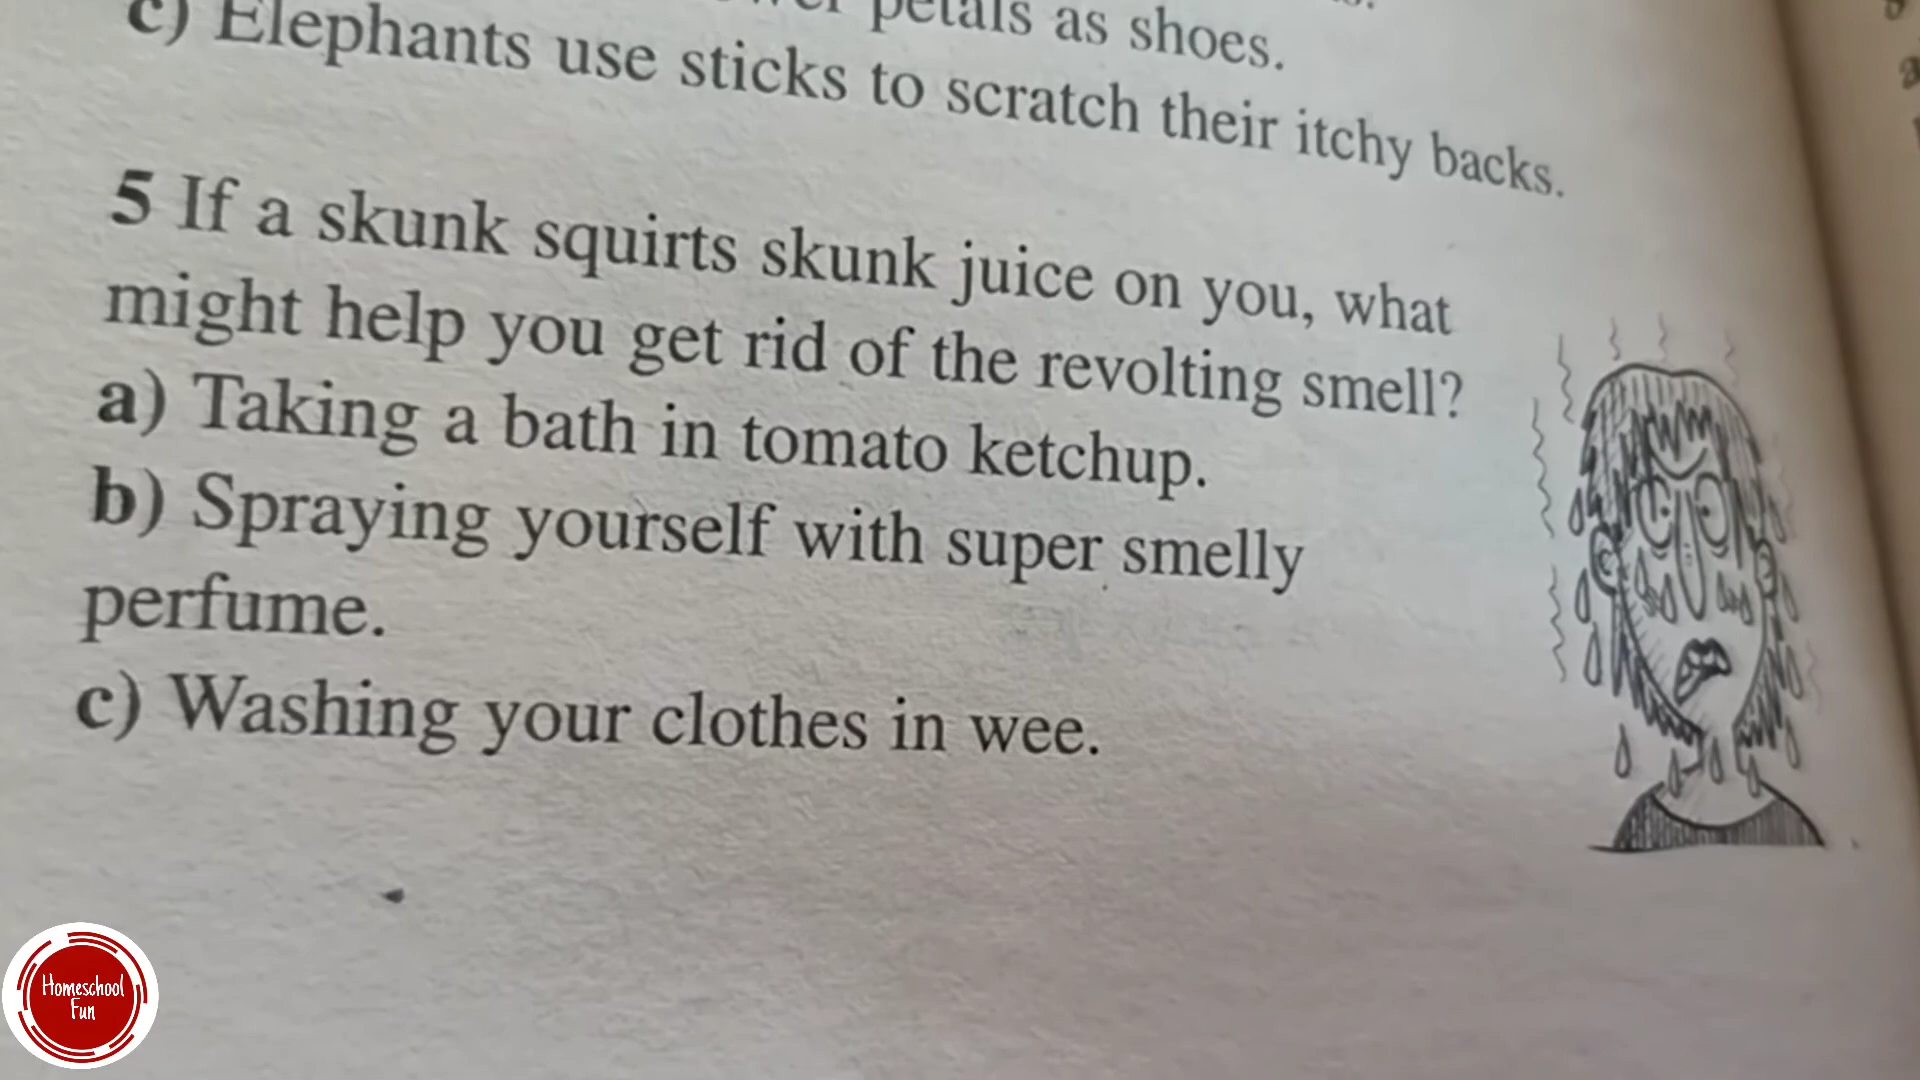 petals as shoes.
c) Elephants use sticks to scratch their itchy backs.
5 If a skunk squirts skunk juice on you, what
might help you get rid of the revolting smell?
a) Taking a bath in tomato ketchup.
b) Spraying yourself with super smelly
perfume.
c) Washing your clothes in wee.
Homeschool
Fun